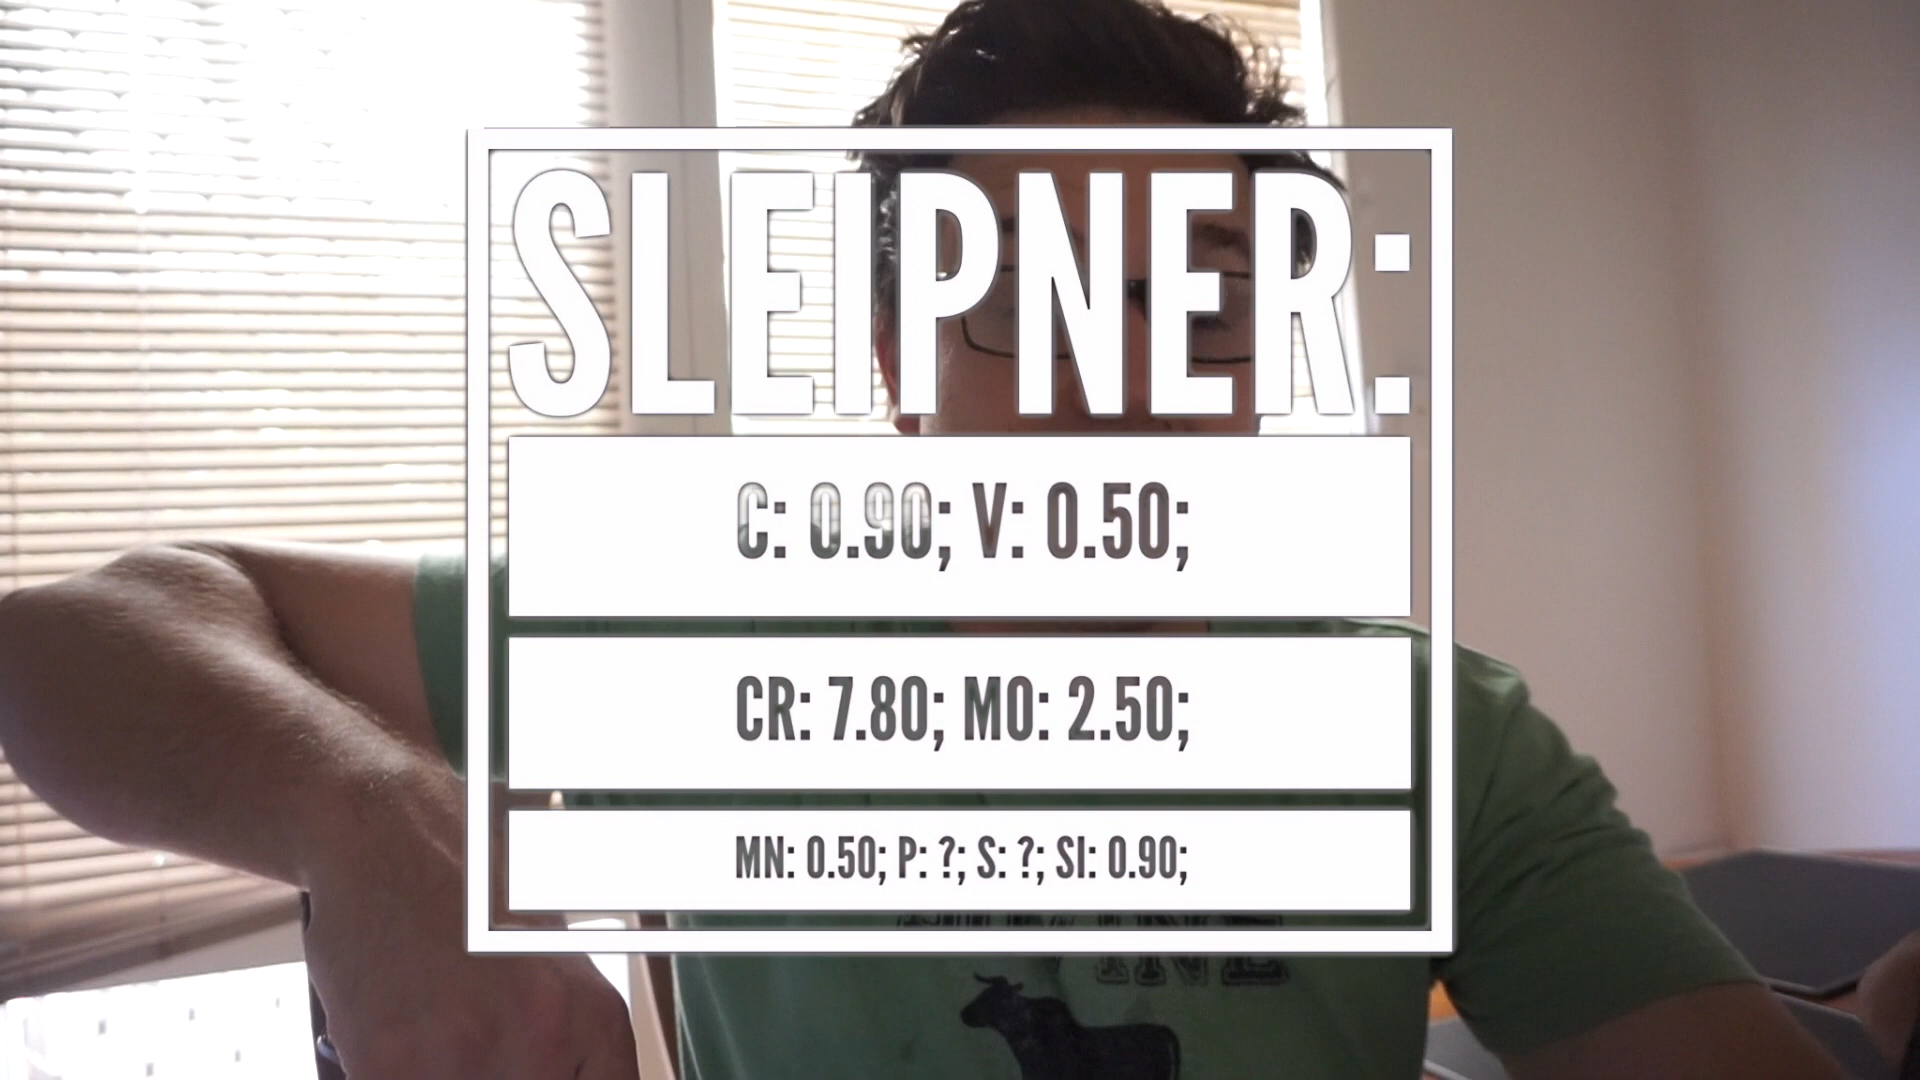 SLEIPNER:
C: 0.90; V: 0.50;
CR: 7.80; MO: 2.50;
MN: 0.50; P: ?; S: ?; SI: 0.90;